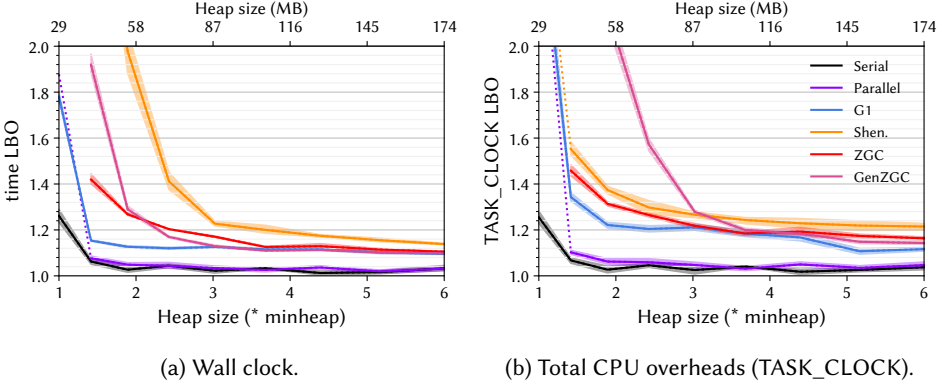 Heap size (MB)
29 58 87 116 145 174
2.0
1.8
1.6
1.4
1.2
1.0
time LBO
1 2 3 4 5 6
Heap size (* minheap)
(a) Wall clock.
Heap size (MB)
29 58 87 116 145 174
2.0
1.8
1.6
1.4
1.2
1.0
TASK_CLOCK LBO
Serial
Parallel
G1
Shen.
ZGC
GenZGC
1 2 3 4 5 6
Heap size (* minheap)
(b) Total CPU overheads (TASK_CLOCK).